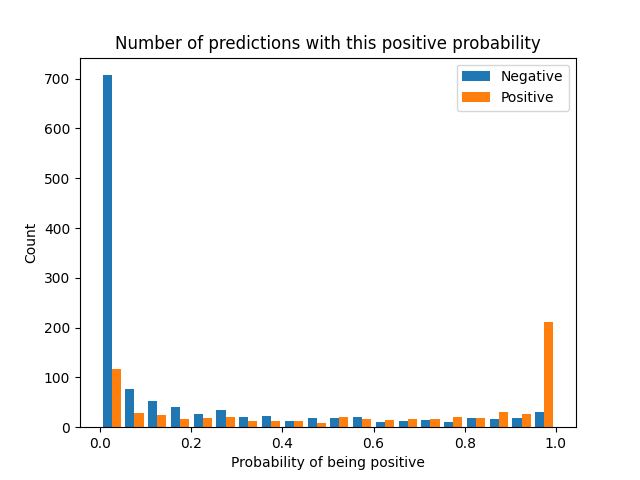 Number of predictions with this positive probability
Negative
Positive
700
600
500
400
300
200
100
0
Count
0.0 0.2 0.4 0.6 0.8 1.0
Probability of being positive